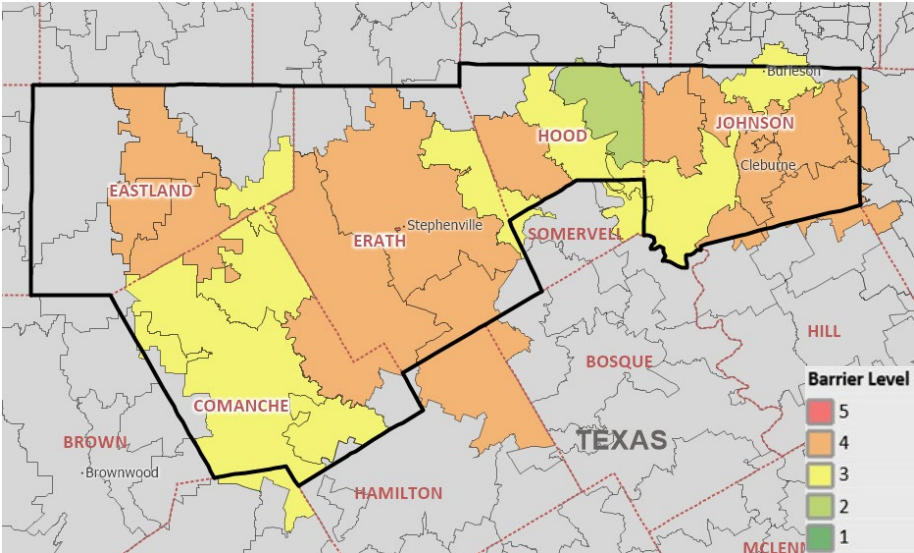 Burleson
JOHNSON
HOOD
Cleburne
EASTLAND
Stephenville
ERATH
SOMERVELL
HILL
BOSQUE
Barrier Level
5
COMANCHE
4
BROWN
TEXAS
Brownwood
3
HAMILTON
2
1
MCLENN